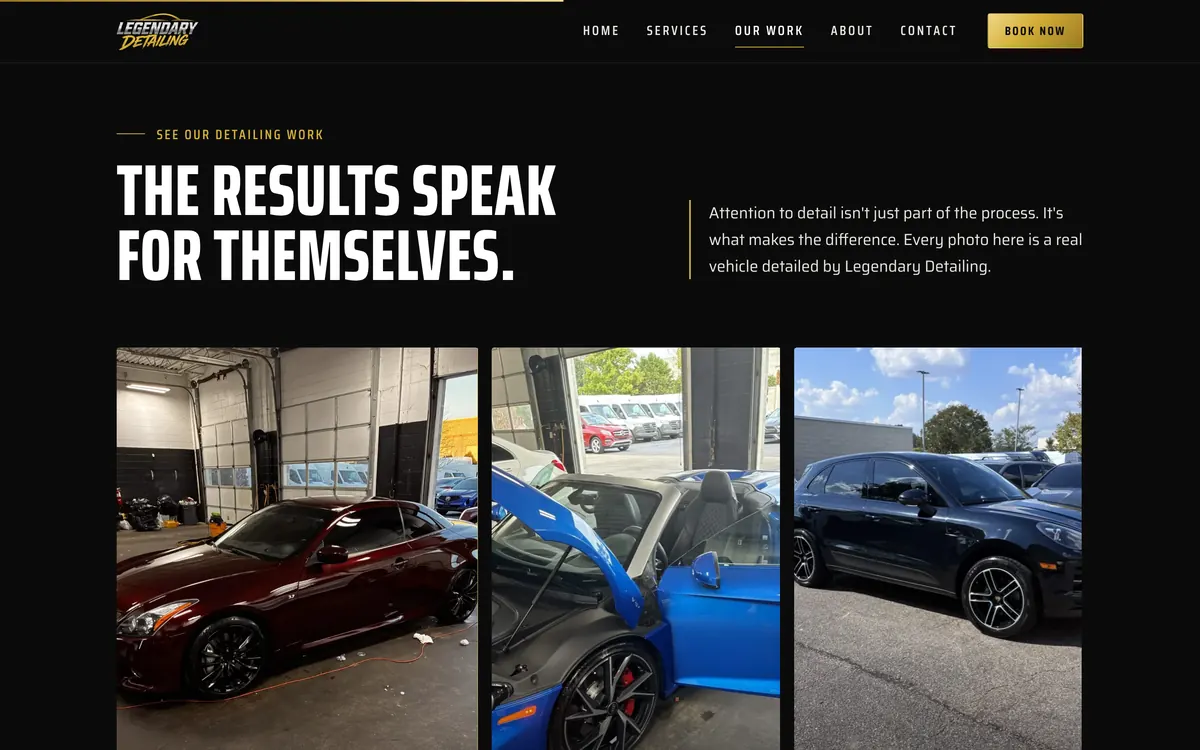 LEGENDARY
DETAILING
HOME
SERVICES
OUR WORK
ABOUT
CONTACT
BOOK NOW
SEE OUR DETAILING WORK
THE RESULTS SPEAK
FOR THEMSELVES.
Attention to detail isn't just part of the process. It's
what makes the difference. Every photo here is a real
vehicle detailed by Legendary Detailing.